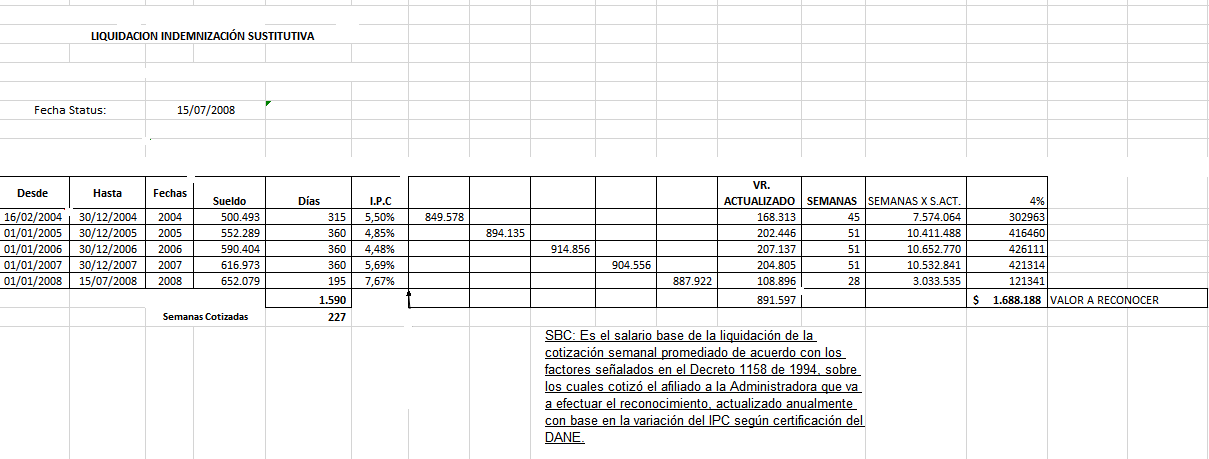 LIQUIDACION INDEMNIZACIÓN SUSTITUTIVA
Fecha Status: 15/07/2008
Desde Hasta Fechas Sueldo Días I.P.C VR. ACTUALIZADO SEMANAS SEMANAS X S.ACT. 4%
16/02/2004 30/12/2004 2004 500.493 315 5,50% 849.578 168.313 45 7.574.064 302963
01/01/2005 30/12/2005 2005 552.289 360 4,85% 894.135 202.446 51 10.411.488 416460
01/01/2006 30/12/2006 2006 590.404 360 4,48% 914.856 207.137 51 10.652.770 426111
01/01/2007 30/12/2007 2007 616.973 360 5,69% 904.556 204.805 51 10.532.841 421314
01/01/2008 15/07/2008 2008 652.079 195 7,67% 887.922 108.896 28 3.033.535 121341
1.590 891.597 $ 1.688.188 VALOR A RECONOCER
Semanas Cotizadas 227
SBC: Es el salario base de la liquidación de la
cotización semanal promediado de acuerdo con los
factores señalados en el Decreto 1158 de 1994, sobre
los cuales cotizó el afiliado a la Administradora que va
a efectuar el reconocimiento, actualizado anualmente
con base en la variación del IPC según certificación del
DANE.